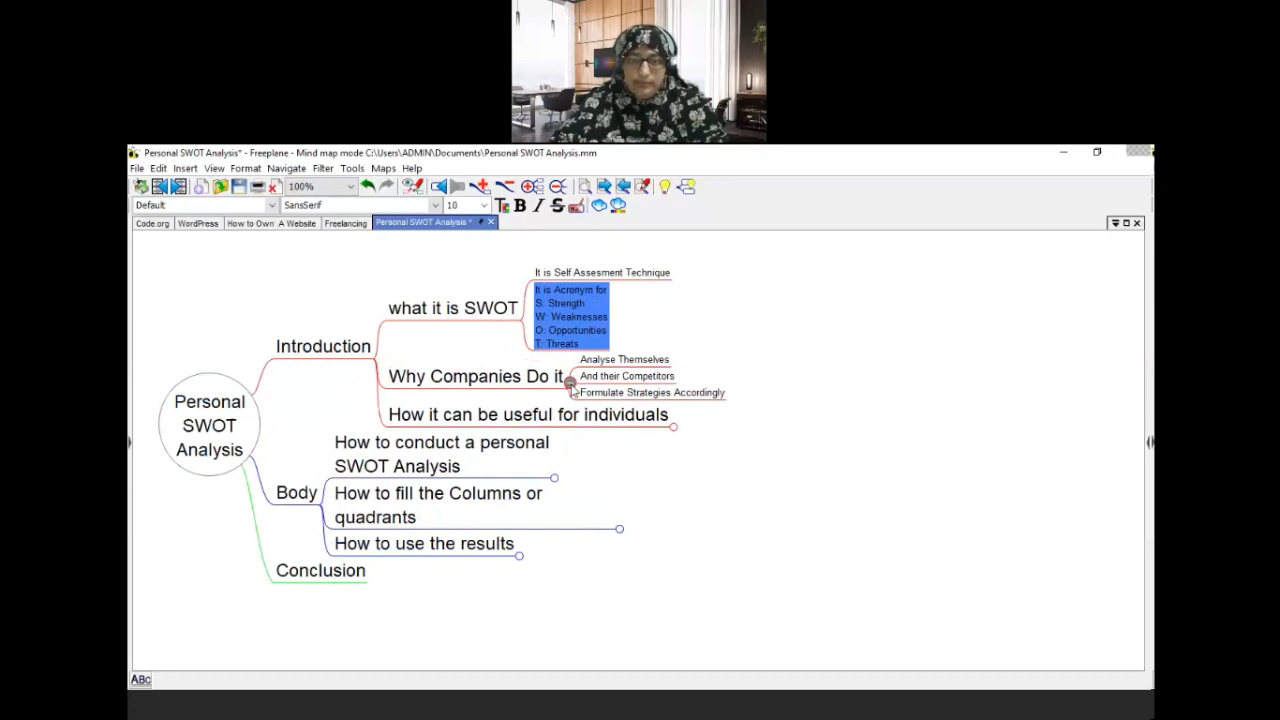 Personal SWOT Analysis* - Freeplane - Mind map mode C:\Users\ADMIN\Documents\Personal SWOT Analysis.mm
File Edit Insert View Format Navigate Filter Tools Maps Help
100%
Default SansSerif 10
Code.org WordPress How to Own A Website Freelancing Personal SWOT Analysis *
It is Self Assesment Technique
It is Acronym for
S: Strength
W: Weaknesses
O: Opportunities
T: Threats
what it is SWOT
Introduction
Analyse Themselves
Why Companies Do it
And their Competitors
Formulate Strategies Accordingly
How it can be useful for individuals
Personal
SWOT
Analysis
How to conduct a personal
SWOT Analysis
Body
How to fill the Columns or
quadrants
How to use the results
Conclusion
ABC